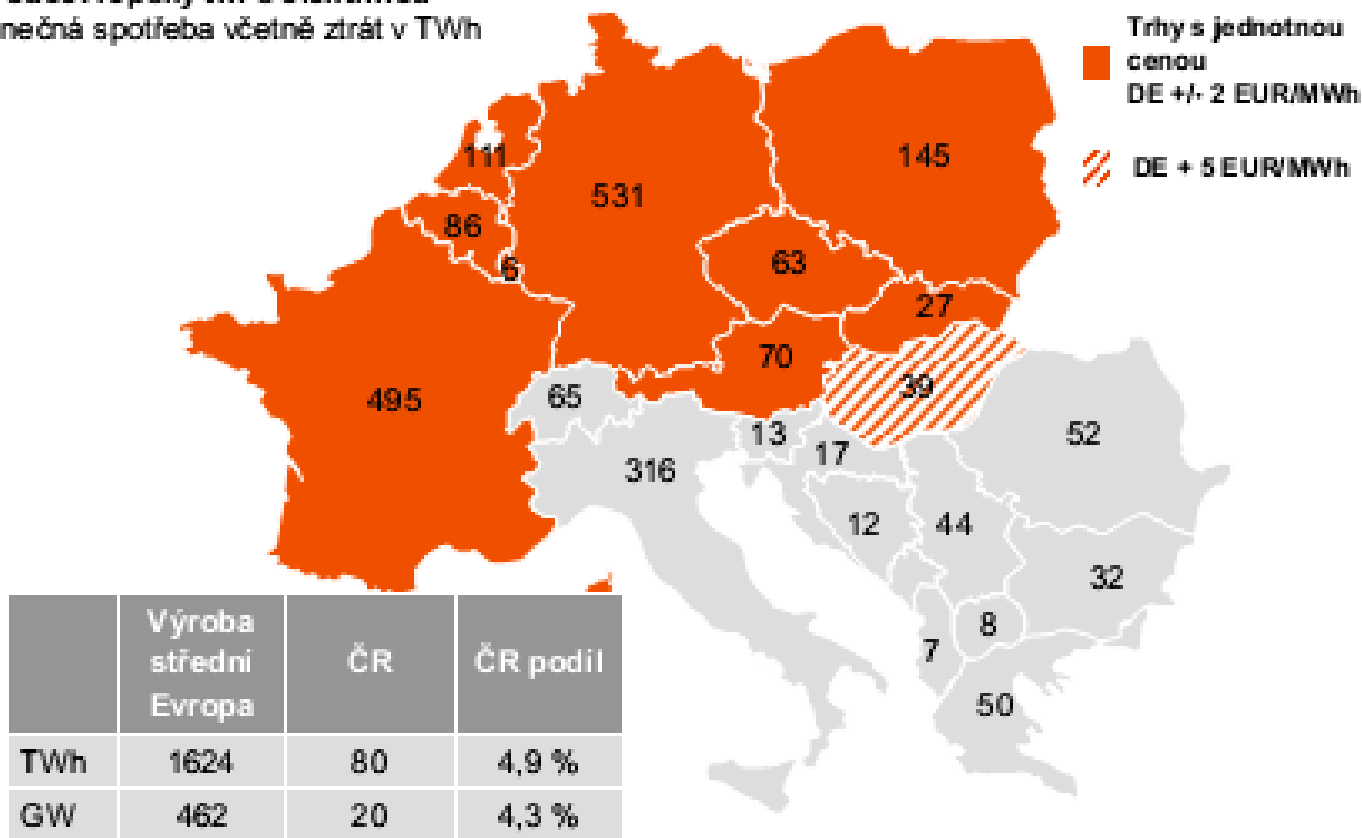 nečná spotřeba včetně ztrát v TWh
Trhy s jednotnou
cenou
DE +/- 2 EUR/MWh
DE + 5 EUR/MWh
111
145
531
86
6
63
27
70
39
495
65
13
17
52
316
12
44
32
8
7
50
Výroba
střední
Evropa
ČR
ČR podíl
TWh 1624 80 4,9 %
GW 462 20 4,3 %